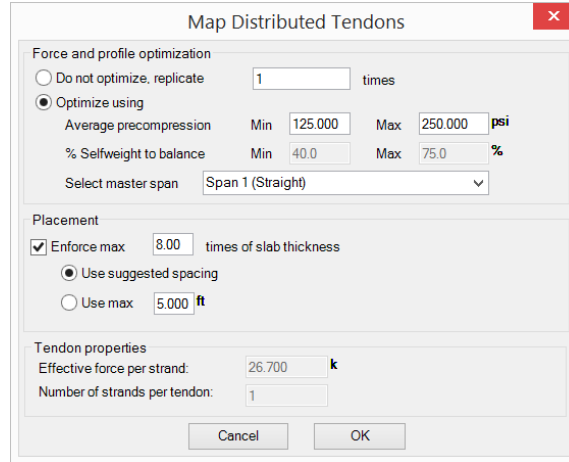 Map Distributed Tendons
Force and profile optimization
Do not optimize, replicate 1 times
Optimize using
Average precompression Min 125.000 Max 250.000 psi
% Selfweight to balance Min 40.0 Max 75.0 %
Select master span Span 1 (Straight)
Placement
Enforce max 8.00 times of slab thickness
Use suggested spacing
Use max 5.000 ft
Tendon properties
Effective force per strand: 26.700 k
Number of strands per tendon: 1
Cancel OK